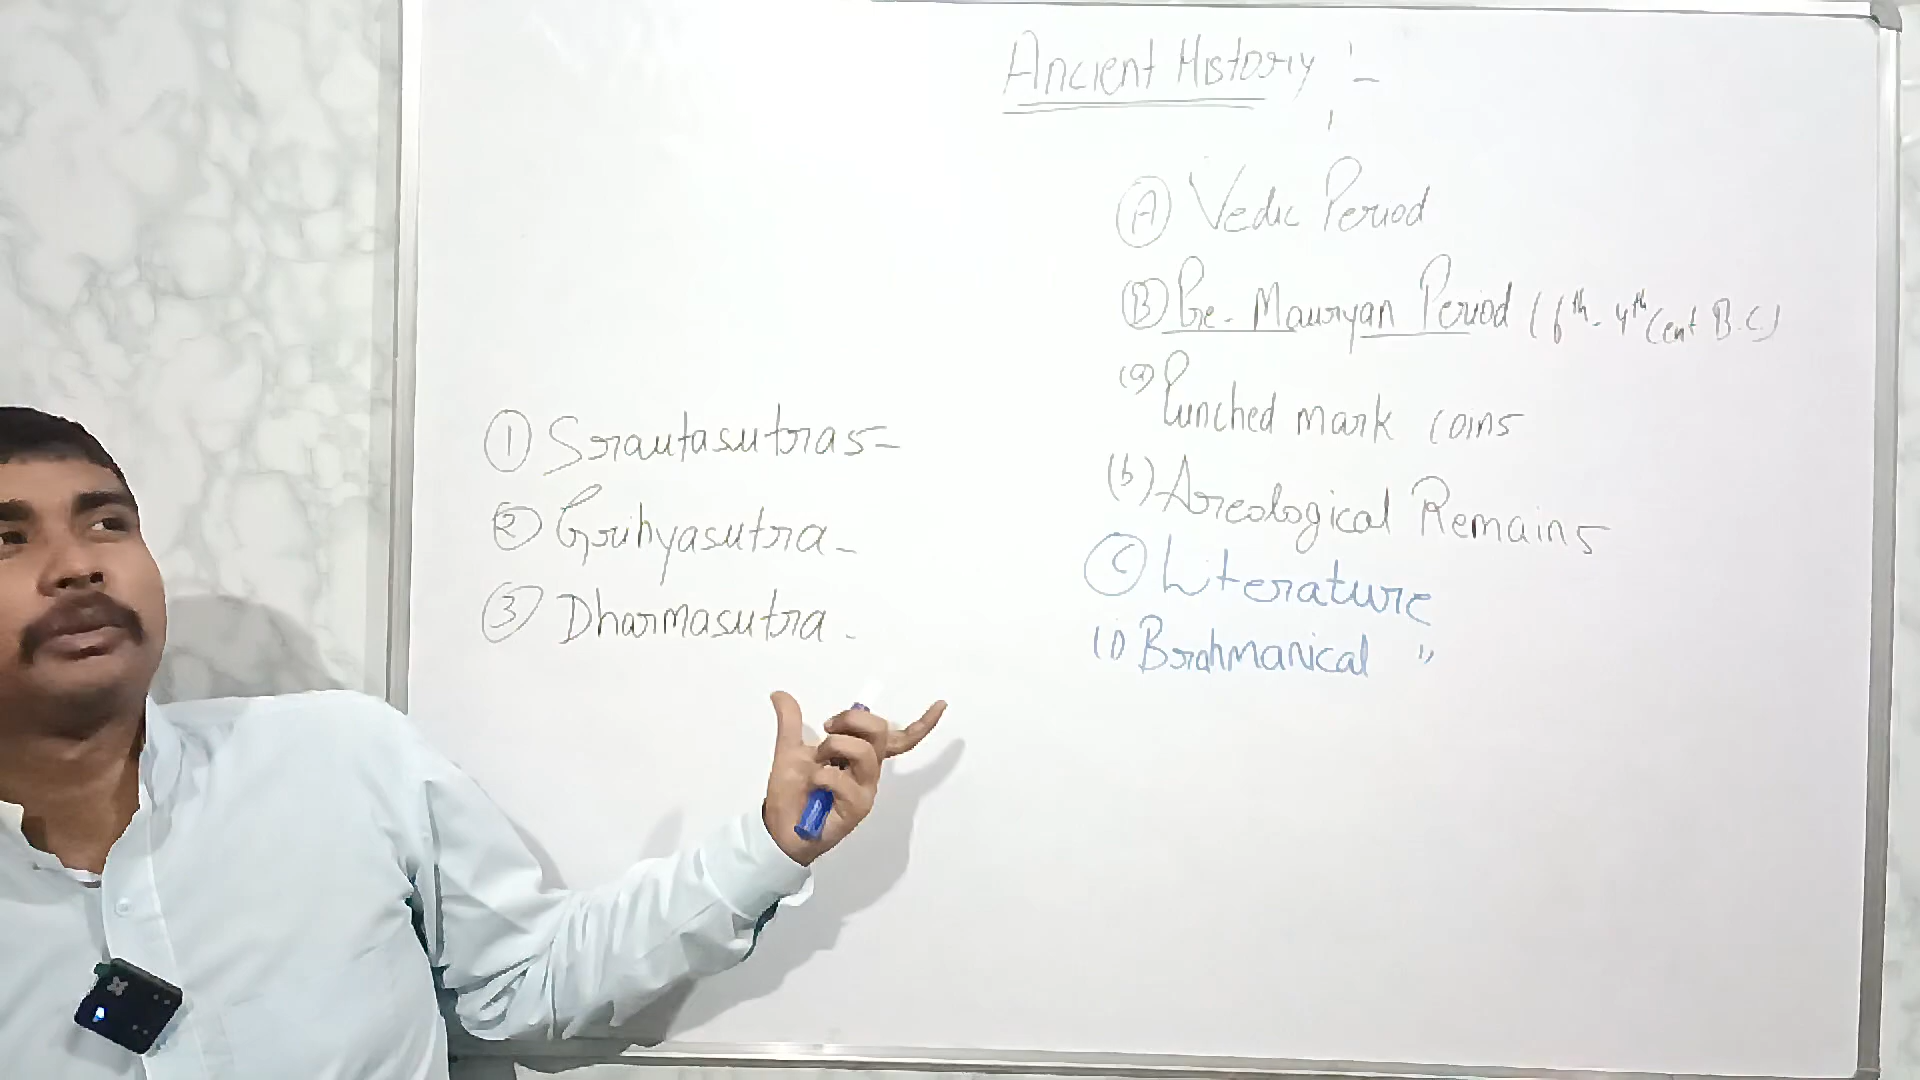 Ancient History :-
Ⓐ Vedic Period
Ⓑ Pre-Mauryan Period (6th-4th Cent B.C)
(a) Punched mark coins
(b) Areological Remains
Ⓒ Literature
(i) Brahmanical "
① Srautasutras-
② Grihyasutra-
③ Dharmasutra-